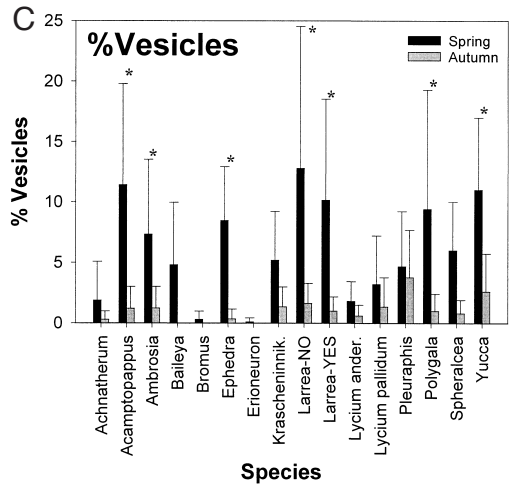 C
%Vesicles
Spring
Autumn
% Vesicles
25
20
15
10
5
0
*
*
*
*
*
*
*
*
Achnatherum
Acamptopappus
Ambrosia
Baileya
Bromus
Ephedra
Erioneuron
Krascheninnik.
Larrea-NO
Larrea-YES
Lycium ander.
Lycium pallidum
Pleuraphis
Polygala
Spheralcea
Yucca
Species